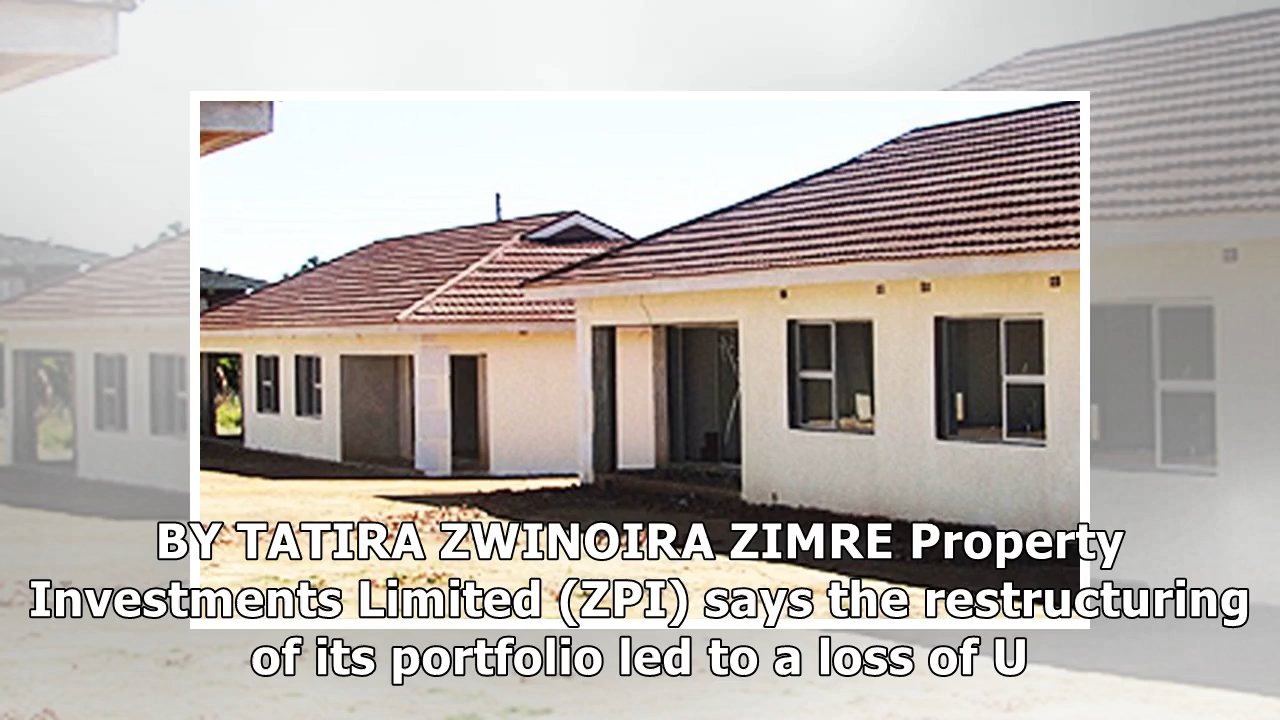 BY TATIRA ZWINOIRA ZIMRE Property
Investments Limited (ZPI) says the restructuring
of its portfolio led to a loss of U